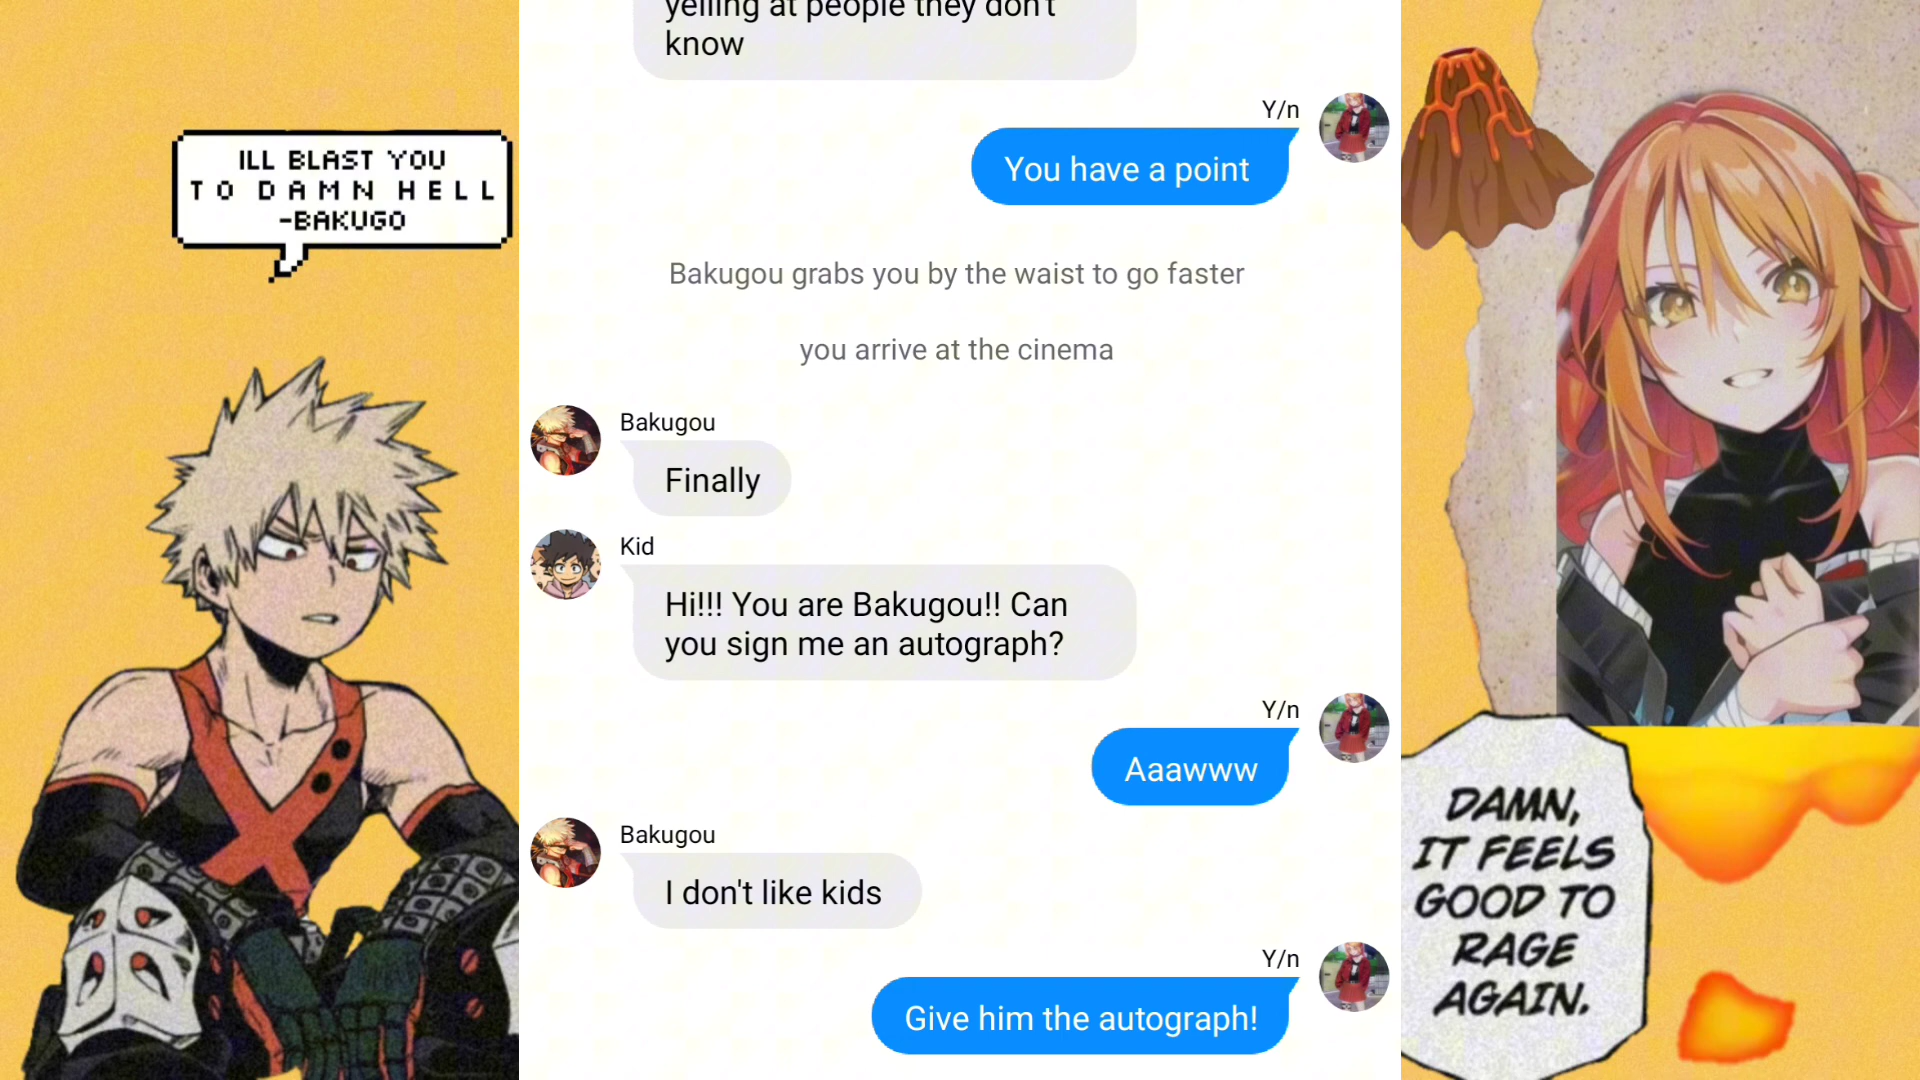 ILL BLAST YOU
TO DAMN HELL
-BAKUGO
yelling at people they don't
know
Y/n
You have a point
Bakugou grabs you by the waist to go faster
you arrive at the cinema
Bakugou
Finally
Kid
Hi!!! You are Bakugou!! Can
you sign me an autograph?
Y/n
Aaawww
Bakugou
I don't like kids
Y/n
Give him the autograph!
DAMN,
IT FEELS
GOOD TO
RAGE
AGAIN.